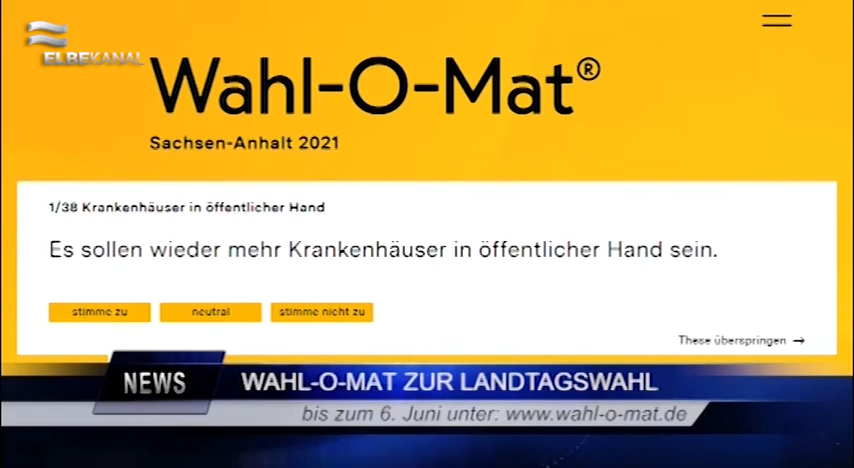 ELBEKANAL
Wahl-O-Mat®
Sachsen-Anhalt 2021
1/38 Krankenhäuser in öffentlicher Hand
Es sollen wieder mehr Krankenhäuser in öffentlicher Hand sein.
stimme zu neutral stimme nicht zu
These überspringen →
NEWS WAHL-O-MAT ZUR LANDTAGSWAHL
bis zum 6. Juni unter: www.wahl-o-mat.de